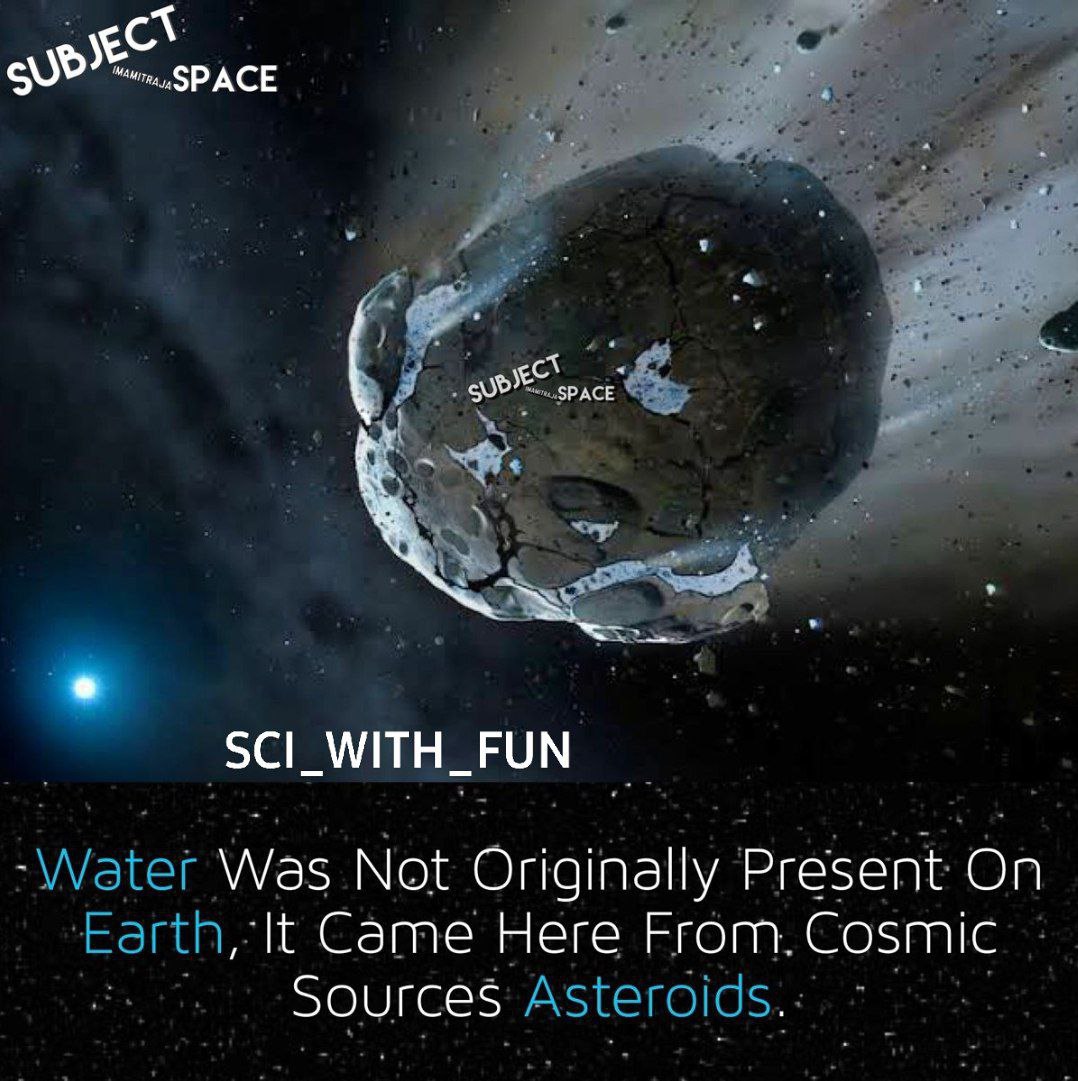 SUBJECT
IMAMITRAJA SPACE
SUBJECT
IMAMITRAJA SPACE
SCI_WITH_FUN
Water Was Not Originally Present On
Earth, It Came Here From Cosmic
Sources Asteroids.